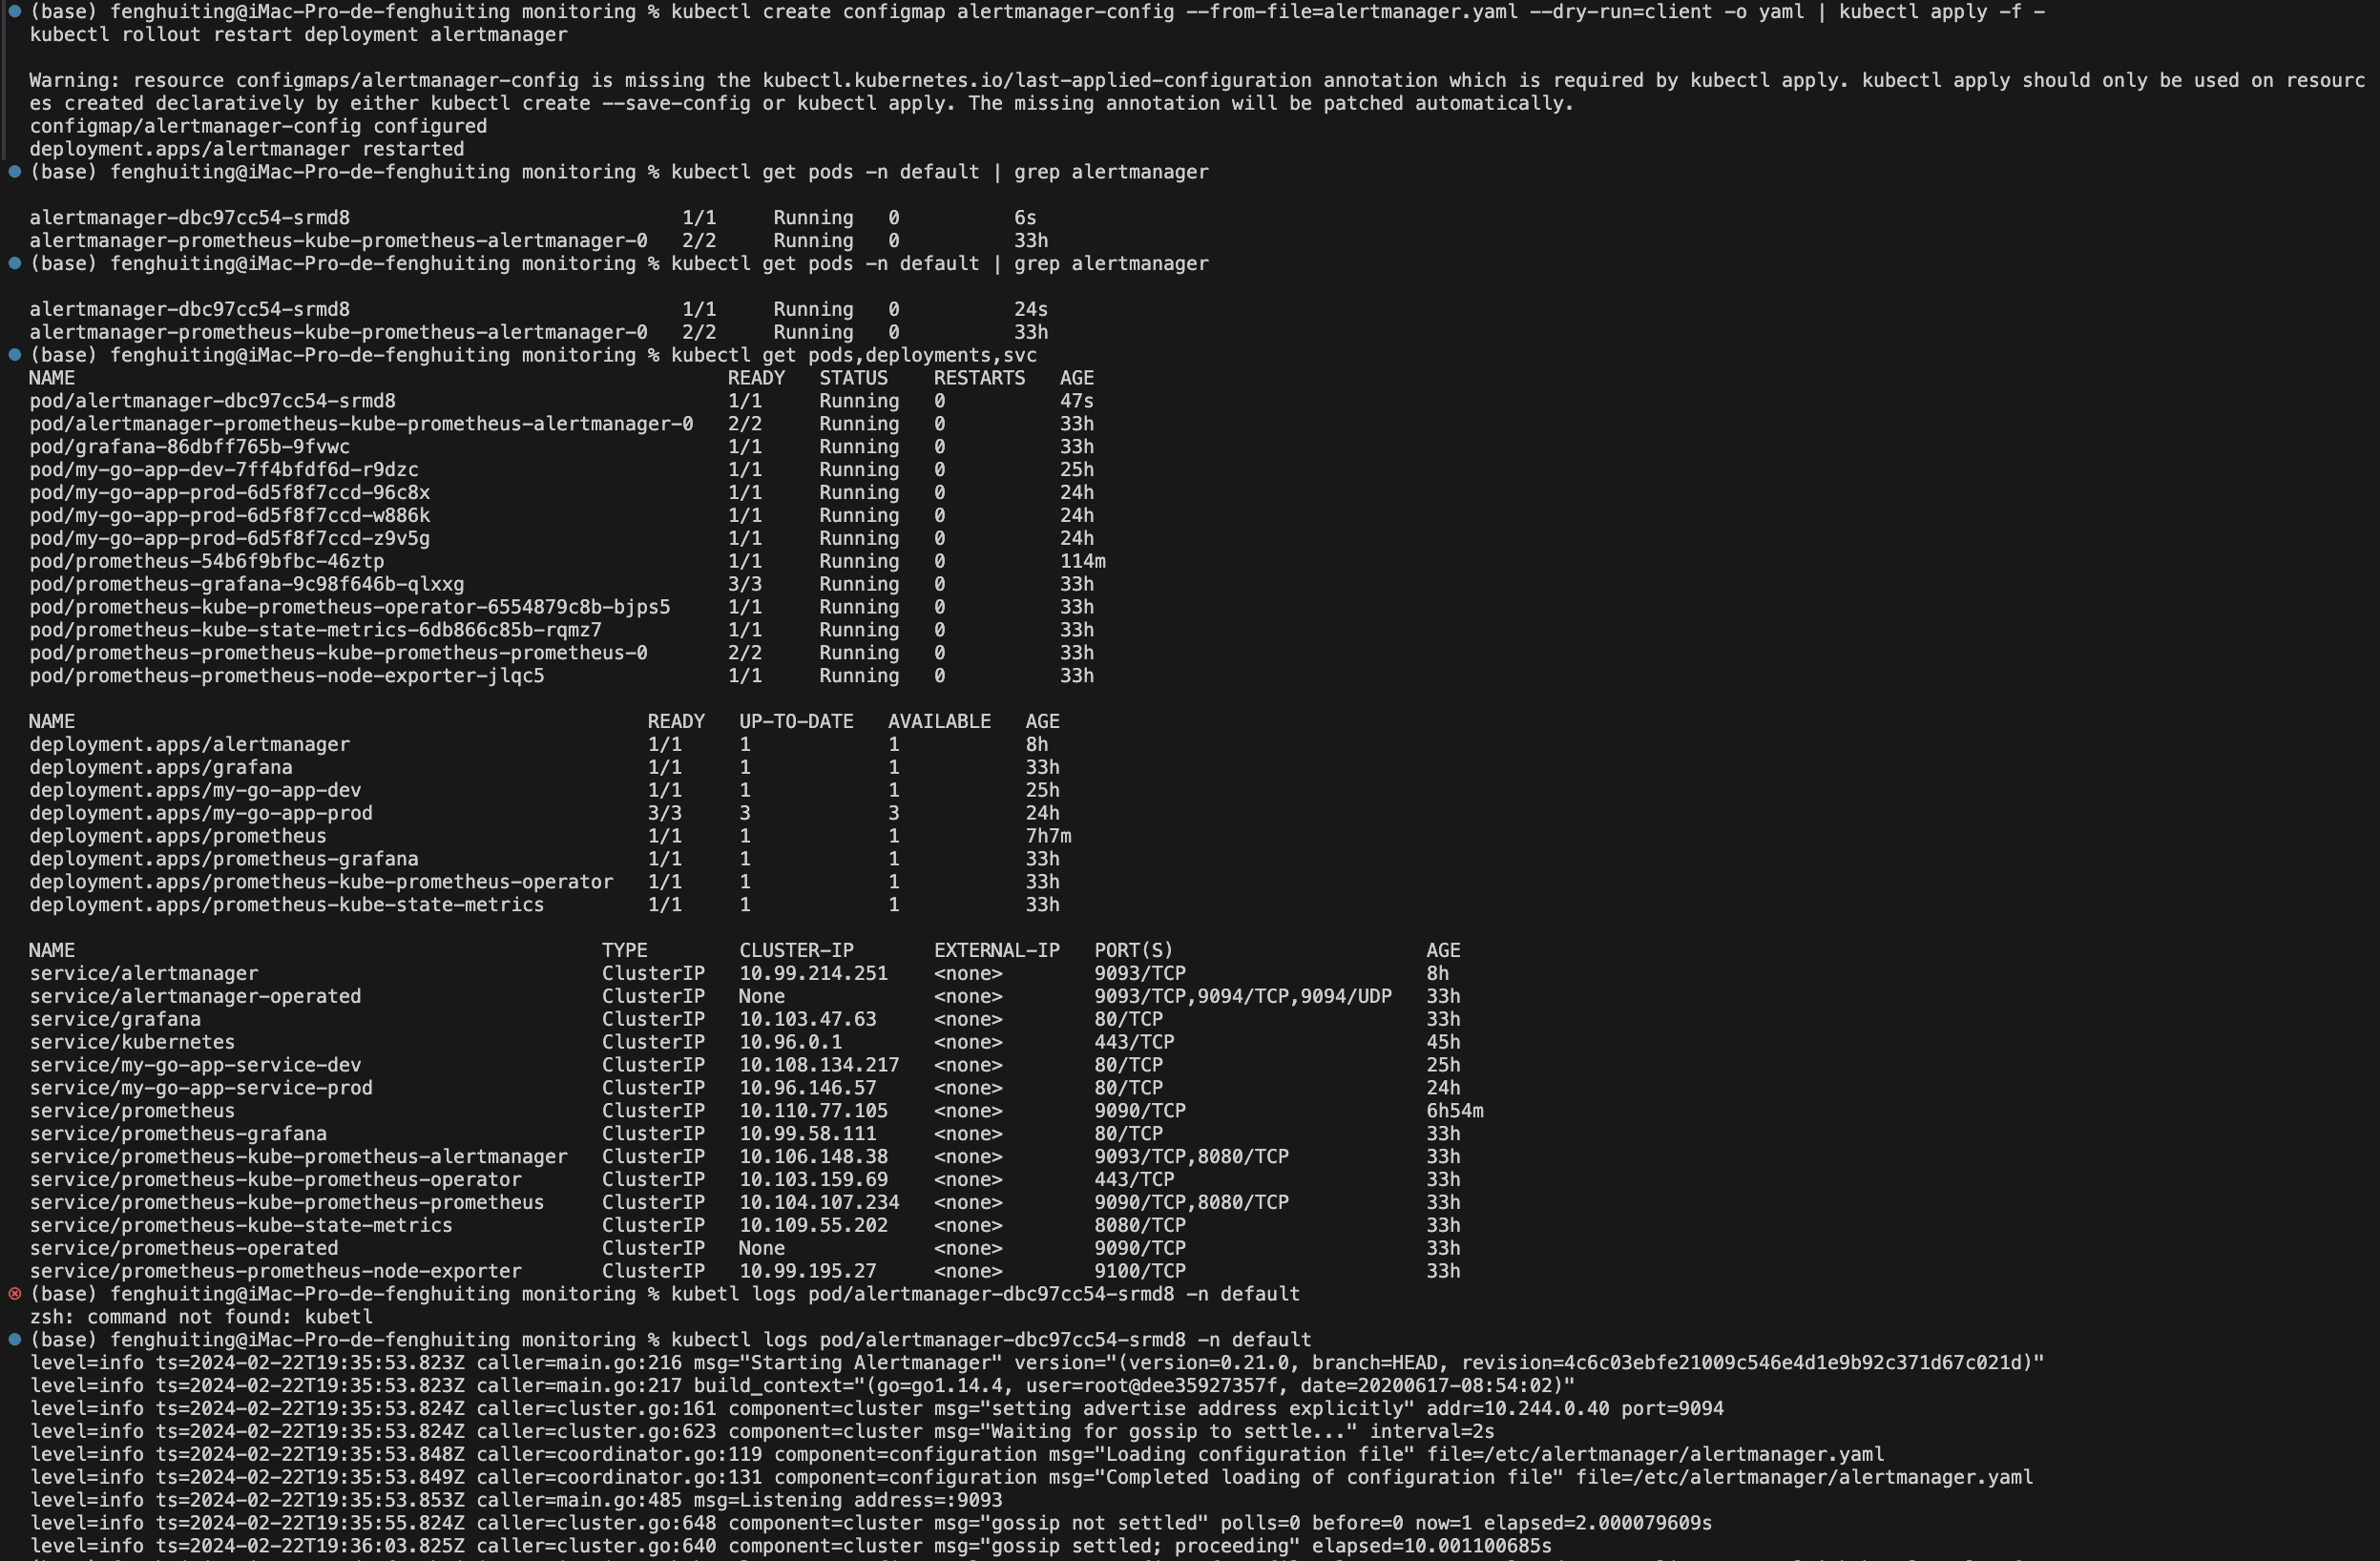 (base) fenghuiting@iMac-Pro-de-fenghuiting monitoring % kubectl create configmap alertmanager-config --from-file=alertmanager.yaml --dry-run=client -o yaml | kubectl apply -f -
kubectl rollout restart deployment alertmanager
Warning: resource configmaps/alertmanager-config is missing the kubectl.kubernetes.io/last-applied-configuration annotation which is required by kubectl apply. kubectl apply should only be used on resourc
es created declaratively by either kubectl create --save-config or kubectl apply. The missing annotation will be patched automatically.
configmap/alertmanager-config configured
deployment.apps/alertmanager restarted
(base) fenghuiting@iMac-Pro-de-fenghuiting monitoring % kubectl get pods -n default | grep alertmanager
alertmanager-dbc97cc54-srmd8 1/1 Running 0 6s
alertmanager-prometheus-kube-prometheus-alertmanager-0 2/2 Running 0 33h
(base) fenghuiting@iMac-Pro-de-fenghuiting monitoring % kubectl get pods -n default | grep alertmanager
alertmanager-dbc97cc54-srmd8 1/1 Running 0 24s
alertmanager-prometheus-kube-prometheus-alertmanager-0 2/2 Running 0 33h
(base) fenghuiting@iMac-Pro-de-fenghuiting monitoring % kubectl get pods,deployments,svc
NAME READY STATUS RESTARTS AGE
pod/alertmanager-dbc97cc54-srmd8 1/1 Running 0 47s
pod/alertmanager-prometheus-kube-prometheus-alertmanager-0 2/2 Running 0 33h
pod/grafana-86dbff765b-9fvwc 1/1 Running 0 33h
pod/my-go-app-dev-7ff4bfdf6d-r9dzc 1/1 Running 0 25h
pod/my-go-app-prod-6d5f8f7ccd-96c8x 1/1 Running 0 24h
pod/my-go-app-prod-6d5f8f7ccd-w886k 1/1 Running 0 24h
pod/my-go-app-prod-6d5f8f7ccd-z9v5g 1/1 Running 0 24h
pod/prometheus-54b6f9bfbc-46ztp 1/1 Running 0 114m
pod/prometheus-grafana-9c98f646b-qlxxg 3/3 Running 0 33h
pod/prometheus-kube-prometheus-operator-6554879c8b-bjps5 1/1 Running 0 33h
pod/prometheus-kube-state-metrics-6db866c85b-rqmz7 1/1 Running 0 33h
pod/prometheus-prometheus-kube-prometheus-prometheus-0 2/2 Running 0 33h
pod/prometheus-prometheus-node-exporter-jlqc5 1/1 Running 0 33h
NAME READY UP-TO-DATE AVAILABLE AGE
deployment.apps/alertmanager 1/1 1 1 8h
deployment.apps/grafana 1/1 1 1 33h
deployment.apps/my-go-app-dev 1/1 1 1 25h
deployment.apps/my-go-app-prod 3/3 3 3 24h
deployment.apps/prometheus 1/1 1 1 7h7m
deployment.apps/prometheus-grafana 1/1 1 1 33h
deployment.apps/prometheus-kube-prometheus-operator 1/1 1 1 33h
deployment.apps/prometheus-kube-state-metrics 1/1 1 1 33h
NAME TYPE CLUSTER-IP EXTERNAL-IP PORT(S) AGE
service/alertmanager ClusterIP 10.99.214.251 <none> 9093/TCP 8h
service/alertmanager-operated ClusterIP None <none> 9093/TCP,9094/TCP,9094/UDP 33h
service/grafana ClusterIP 10.103.47.63 <none> 80/TCP 33h
service/kubernetes ClusterIP 10.96.0.1 <none> 443/TCP 45h
service/my-go-app-service-dev ClusterIP 10.108.134.217 <none> 80/TCP 25h
service/my-go-app-service-prod ClusterIP 10.96.146.57 <none> 80/TCP 24h
service/prometheus ClusterIP 10.110.77.105 <none> 9090/TCP 6h54m
service/prometheus-grafana ClusterIP 10.99.58.111 <none> 80/TCP 33h
service/prometheus-kube-prometheus-alertmanager ClusterIP 10.106.148.38 <none> 9093/TCP,8080/TCP 33h
service/prometheus-kube-prometheus-operator ClusterIP 10.103.159.69 <none> 443/TCP 33h
service/prometheus-kube-prometheus-prometheus ClusterIP 10.104.107.234 <none> 9090/TCP,8080/TCP 33h
service/prometheus-kube-state-metrics ClusterIP 10.109.55.202 <none> 8080/TCP 33h
service/prometheus-operated ClusterIP None <none> 9090/TCP 33h
service/prometheus-prometheus-node-exporter ClusterIP 10.99.195.27 <none> 9100/TCP 33h
(base) fenghuiting@iMac-Pro-de-fenghuiting monitoring % kubetl logs pod/alertmanager-dbc97cc54-srmd8 -n default
zsh: command not found: kubetl
(base) fenghuiting@iMac-Pro-de-fenghuiting monitoring % kubectl logs pod/alertmanager-dbc97cc54-srmd8 -n default
level=info ts=2024-02-22T19:35:53.823Z caller=main.go:216 msg="Starting Alertmanager" version="(version=0.21.0, branch=HEAD, revision=4c6c03ebfe21009c546e4d1e9b92c371d67c021d)"
level=info ts=2024-02-22T19:35:53.823Z caller=main.go:217 build_context="(go=go1.14.4, user=root@dee35927357f, date=20200617-08:54:02)"
level=info ts=2024-02-22T19:35:53.824Z caller=cluster.go:161 component=cluster msg="setting advertise address explicitly" addr=10.244.0.40 port=9094
level=info ts=2024-02-22T19:35:53.824Z caller=cluster.go:623 component=cluster msg="Waiting for gossip to settle..." interval=2s
level=info ts=2024-02-22T19:35:53.848Z caller=coordinator.go:119 component=configuration msg="Loading configuration file" file=/etc/alertmanager/alertmanager.yaml
level=info ts=2024-02-22T19:35:53.849Z caller=coordinator.go:131 component=configuration msg="Completed loading of configuration file" file=/etc/alertmanager/alertmanager.yaml
level=info ts=2024-02-22T19:35:53.853Z caller=main.go:485 msg=Listening address=:9093
level=info ts=2024-02-22T19:35:55.824Z caller=cluster.go:648 component=cluster msg="gossip not settled" polls=0 before=0 now=1 elapsed=2.000079609s
level=info ts=2024-02-22T19:36:03.825Z caller=cluster.go:640 component=cluster msg="gossip settled; proceeding" elapsed=10.001100685s